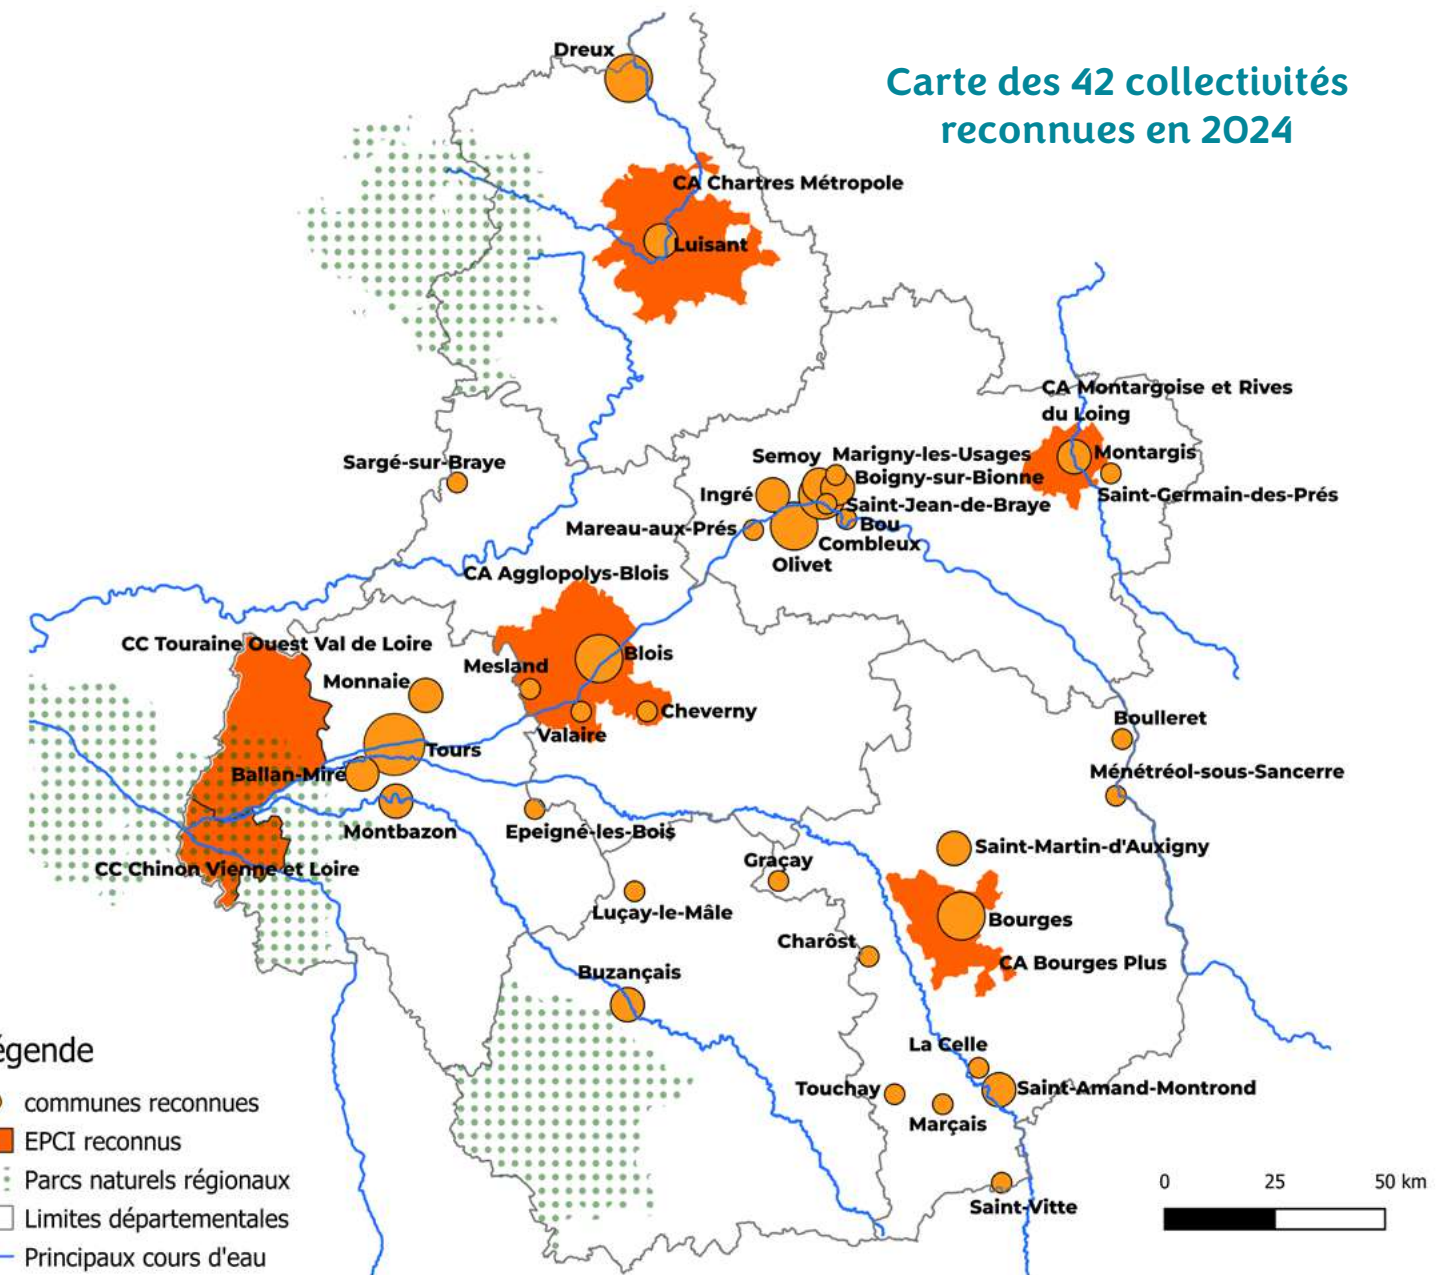 Carte des 42 collectivités
reconnues en 2024
Dreux
CA Chartres Métropole
Luisant
CA Montargoise et Rives
du Loing
Montargis
Saint-Germain-des-Prés
Sargé-sur-Braye
Semoy
Marigny-les-Usages
Boigny-sur-Bionne
Ingré
Saint-Jean-de-Braye
Mareau-aux-Prés
Bou
Combleux
Olivet
CA Agglopolys-Blois
CC Touraine Ouest Val de Loire
Mesland
Blois
Monnaie
Cheverny
Valaire
Tours
Ballan-Miré
Montbazon
Epeigné-les-Bois
CC Chinon Vienne et Loire
Boulleret
Ménétréol-sous-Sancerre
Saint-Martin-d'Auxigny
Graçay
Luçay-le-Mâle
Bourges
Charôst
CA Bourges Plus
Buzançais
La Celle
Touchay
Saint-Amand-Montrond
Marçais
Saint-Vitte
égende
communes reconnues
EPCI reconnus
Parcs naturels régionaux
Limites départementales
Principaux cours d'eau
0 25 50 km